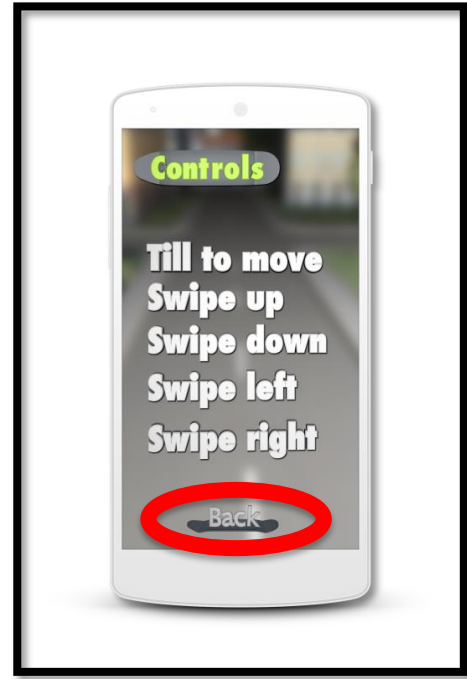 Controls
Till to move
Swipe up
Swipe down
Swipe left
Swipe right
Back